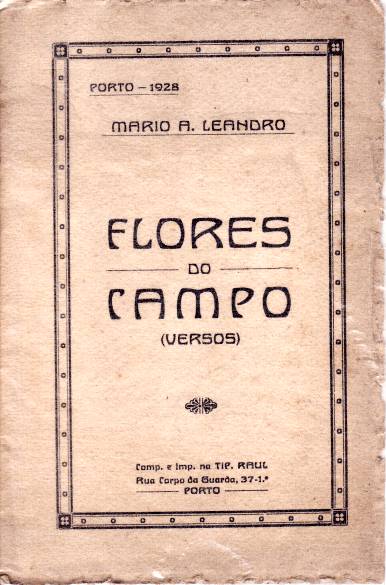 PORTO – 1928
MARIO A. LEANDRO
FLORES
DO
CAMPO
(VERSOS)
Comp. e Imp. na TIP. RAUL
Rua Corpo da Guarda, 37-1.º
PORTO